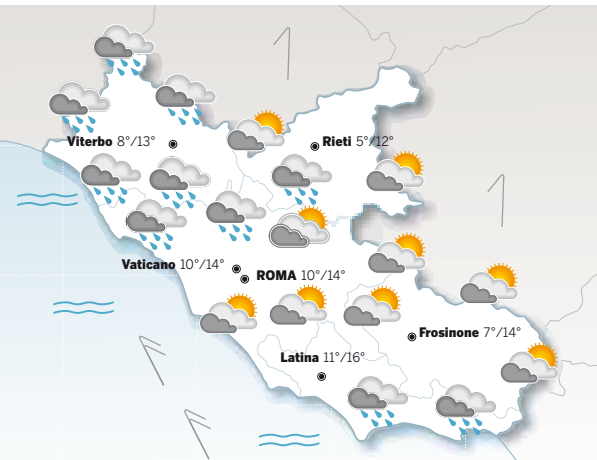 Viterbo 8°/13°
Rieti 5°/12°
Vaticano 10°/14°
ROMA 10°/14°
Frosinone 7°/14°
Latina 11°/16°